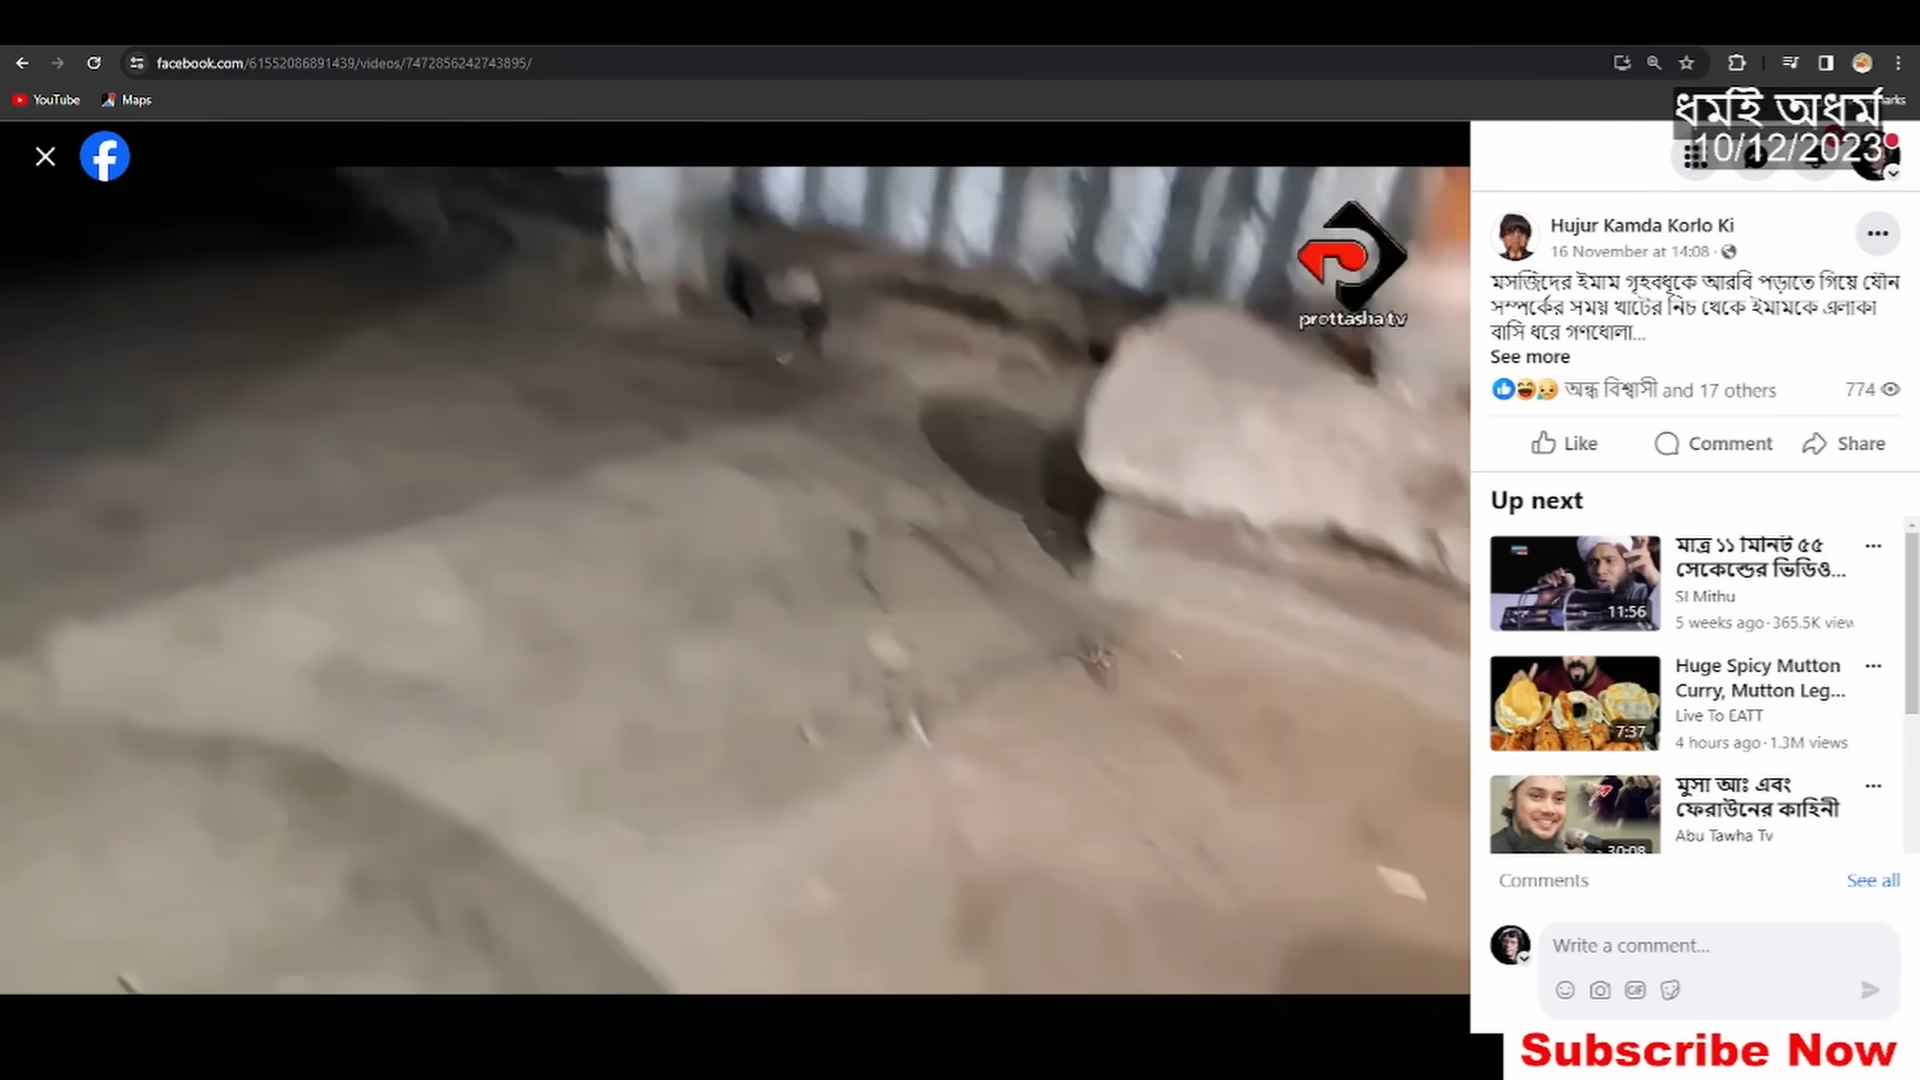 facebook.com/61552086891439/videos/7472856242743895/
YouTube
Maps
ধর্মই অধর্ম
10/12/2023
prottasha tv
Hujur Kamda Korlo Ki
16 November at 14:08
মসজিদের ইমাম গৃহবধূকে আরবি পড়াতে গিয়ে যৌন
সম্পর্কের সময় খাটের নিচ থেকে ইমামকে এলাকা
বাসি ধরে গণধোলা...
See more
অন্ধ বিশ্বাসী and 17 others
774
Like
Comment
Share
Up next
মাত্র ১১ মিনিট ৫৫
সেকেন্ডের ভিডিও...
SI Mithu
5 weeks ago · 365.5K view
11:56
Huge Spicy Mutton
Curry, Mutton Leg...
Live To EATT
4 hours ago · 1.3M views
7:37
মুসা আঃ এবং
ফেরাউনের কাহিনী
Abu Tawha Tv
30:08
Comments
See all
Write a comment...
GIF
Subscribe Now